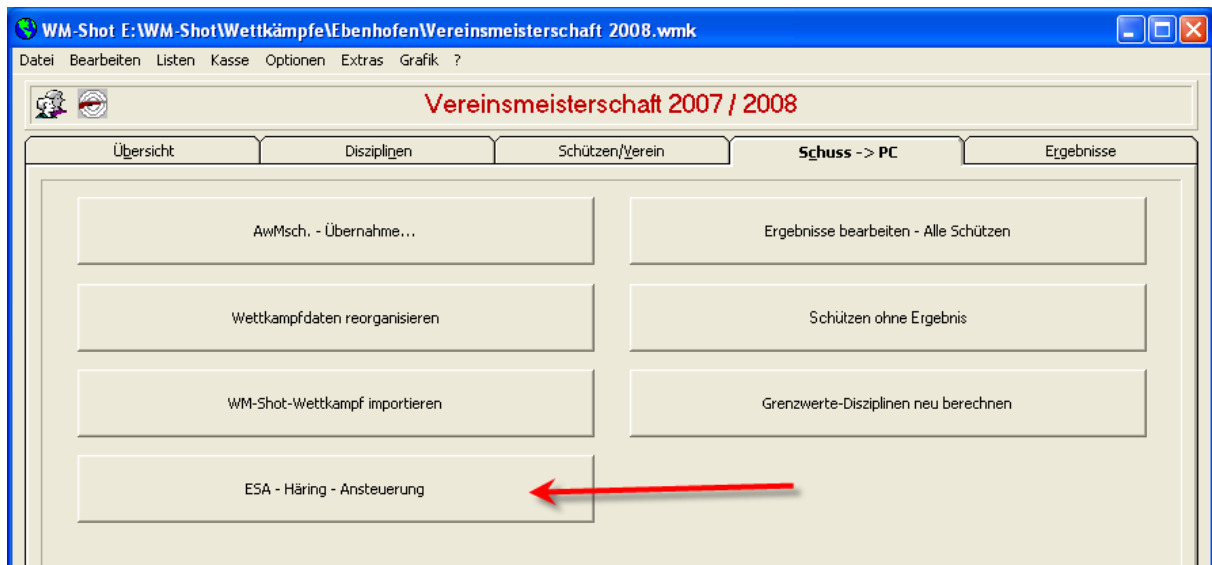 WM-Shot E:\WM-Shot\Wettkämpfe\Ebenhofen\Vereinsmeisterschaft 2008.wmk
Datei Bearbeiten Listen Kasse Optionen Extras Grafik ?
Vereinsmeisterschaft 2007 / 2008
Übersicht Disziplinen Schützen/Verein Schuss -> PC Ergebnisse
AwMsch. - Übernahme... Ergebnisse bearbeiten - Alle Schützen
Wettkampfdaten reorganisieren Schützen ohne Ergebnis
WM-Shot-Wettkampf importieren Grenzwerte-Disziplinen neu berechnen
ESA - Häring - Ansteuerung